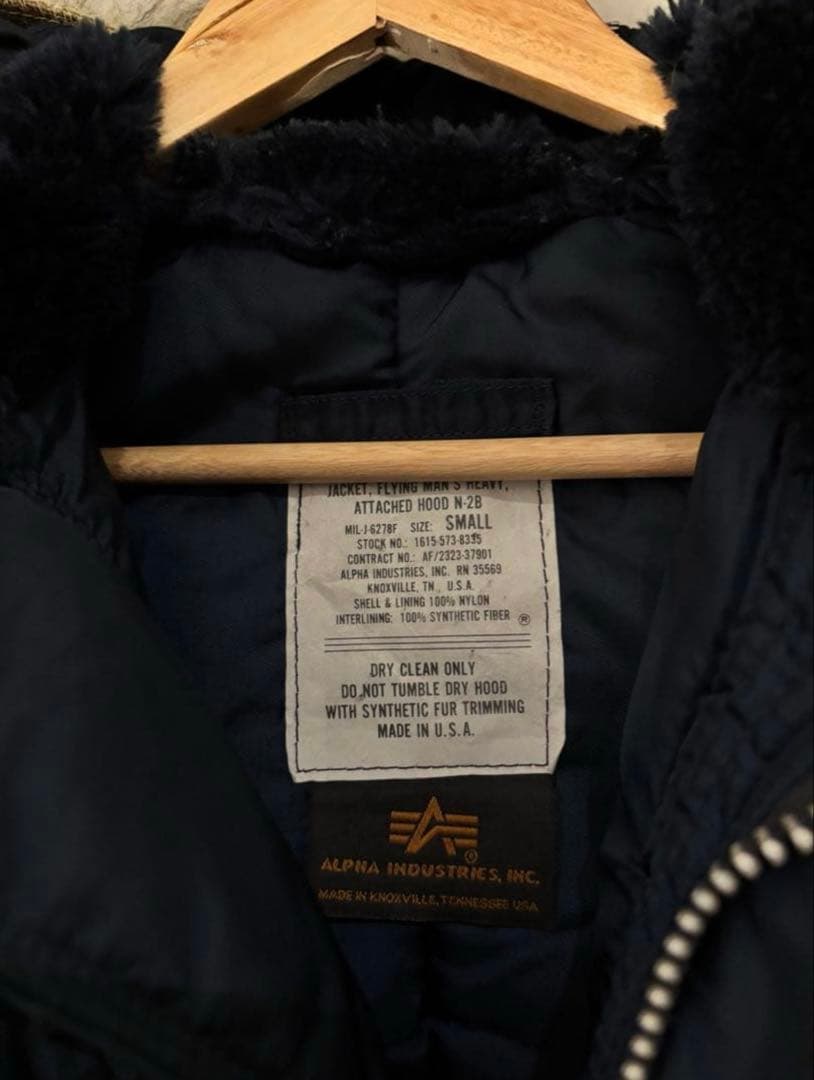 JACKET, FLYING MAN'S HEAVY,
ATTACHED HOOD N-2B
MIL-J-6278F SIZE: SMALL
STOCK NO.: 1615-573-8335
CONTRACT NO.: AF/2323-37901
ALPHA INDUSTRIES, INC. RN 35569
KNOXVILLE, TN., U.S.A.
SHELL & LINING 100% NYLON
INTERLINING: 100% SYNTHETIC FIBER ®
DRY CLEAN ONLY
DO NOT TUMBLE DRY HOOD
WITH SYNTHETIC FUR TRIMMING
MADE IN U.S.A.
®
ALPHA INDUSTRIES, INC.
MADE IN KNOXVILLE, TENNESSEE USA